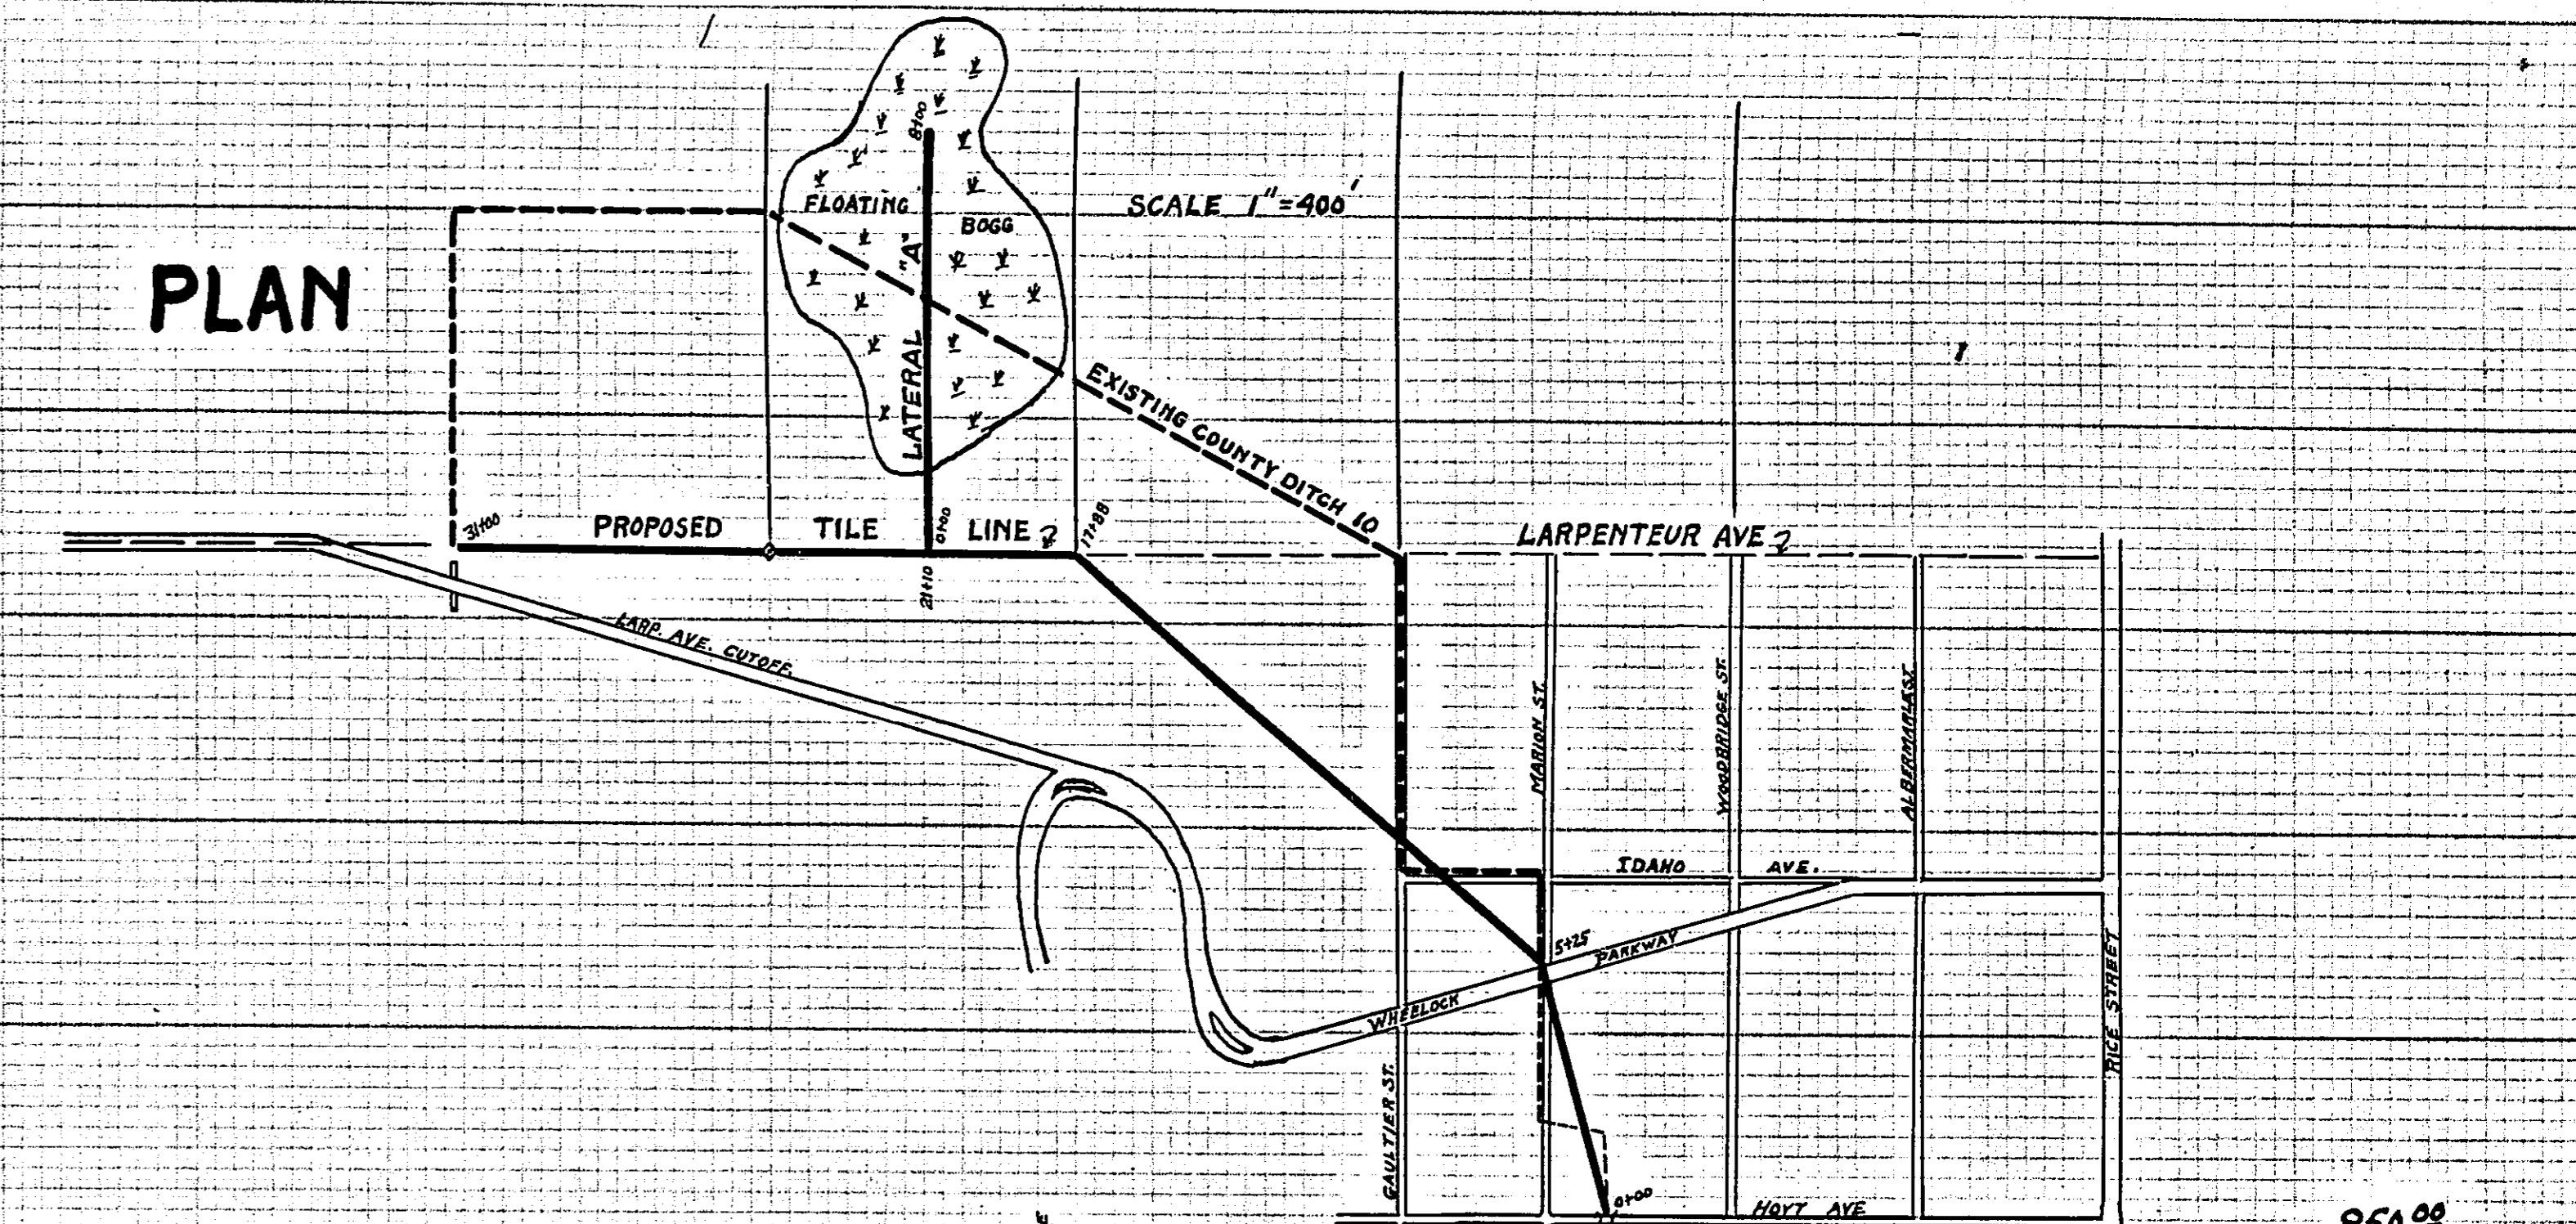 PLAN
SCALE 1"=400'
8+00
FLOATING
BOGG
LATERAL "A"
EXISTING COUNTY DITCH 10
31+00
PROPOSED TILE LINE
0+00
21+10
17+88
LARPENTEUR AVE
LARP. AVE. CUTOFF.
MARION ST.
WOODBRIDGE ST.
ALBERMARLE ST.
IDAHO AVE.
5+25
WHEELOCK PARKWAY
RICE STREET
GAULTIER ST.
0+00
HOYT AVE